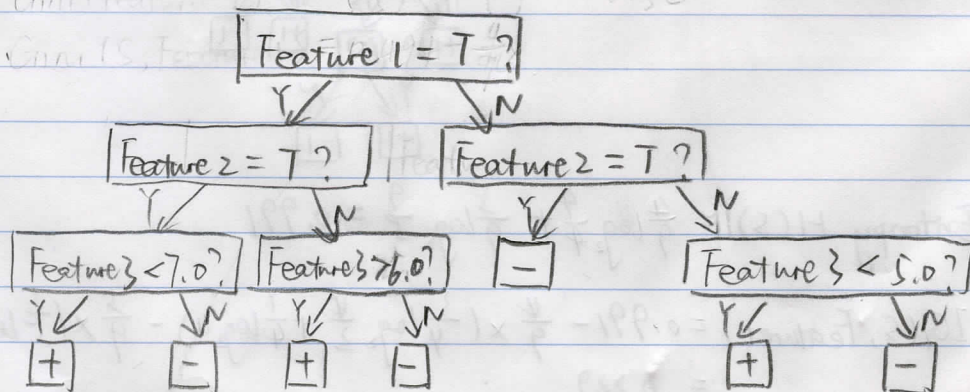 Feature 1 = T ?
Y N
Feature 2 = T ? Feature 2 = T ?
Y N Y N
Feature 3 < 7.0? Feature 3 > 6.0? - Feature 3 < 5.0?
Y N Y N Y N
+ - + - + -